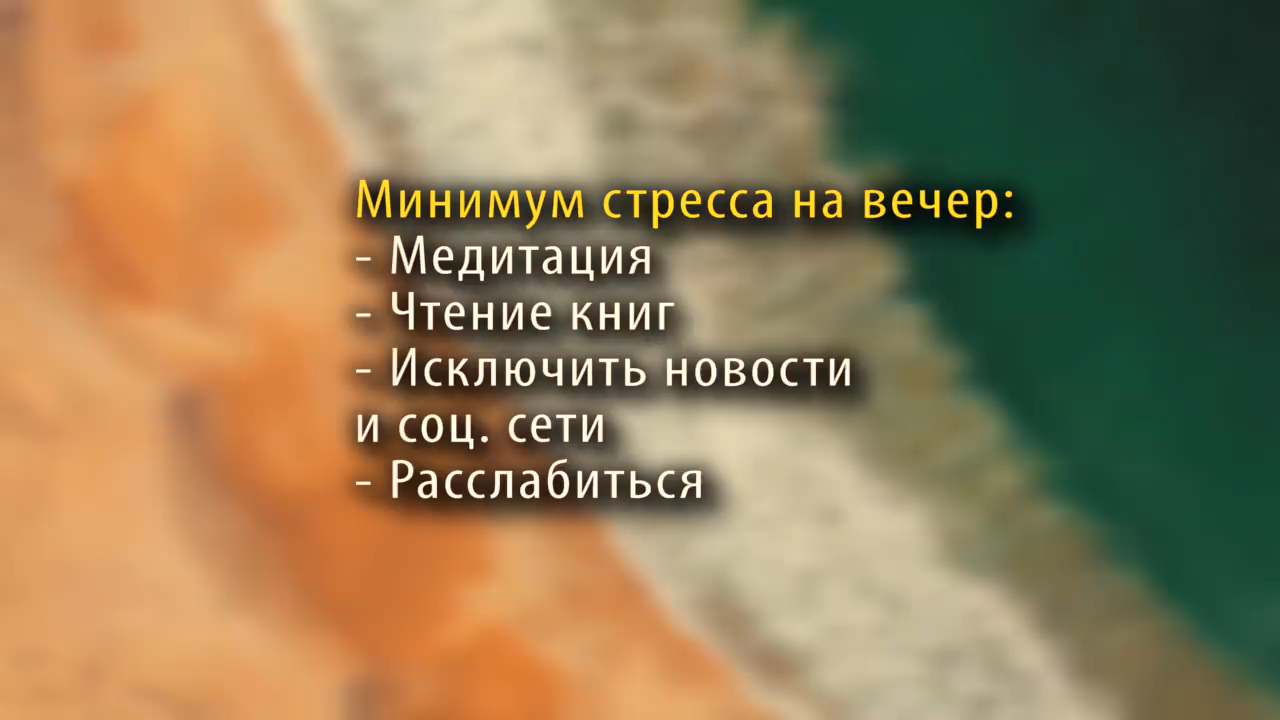 Минимум стресса на вечер:
- Медитация
- Чтение книг
- Исключить новости
и соц. сети
- Расслабиться